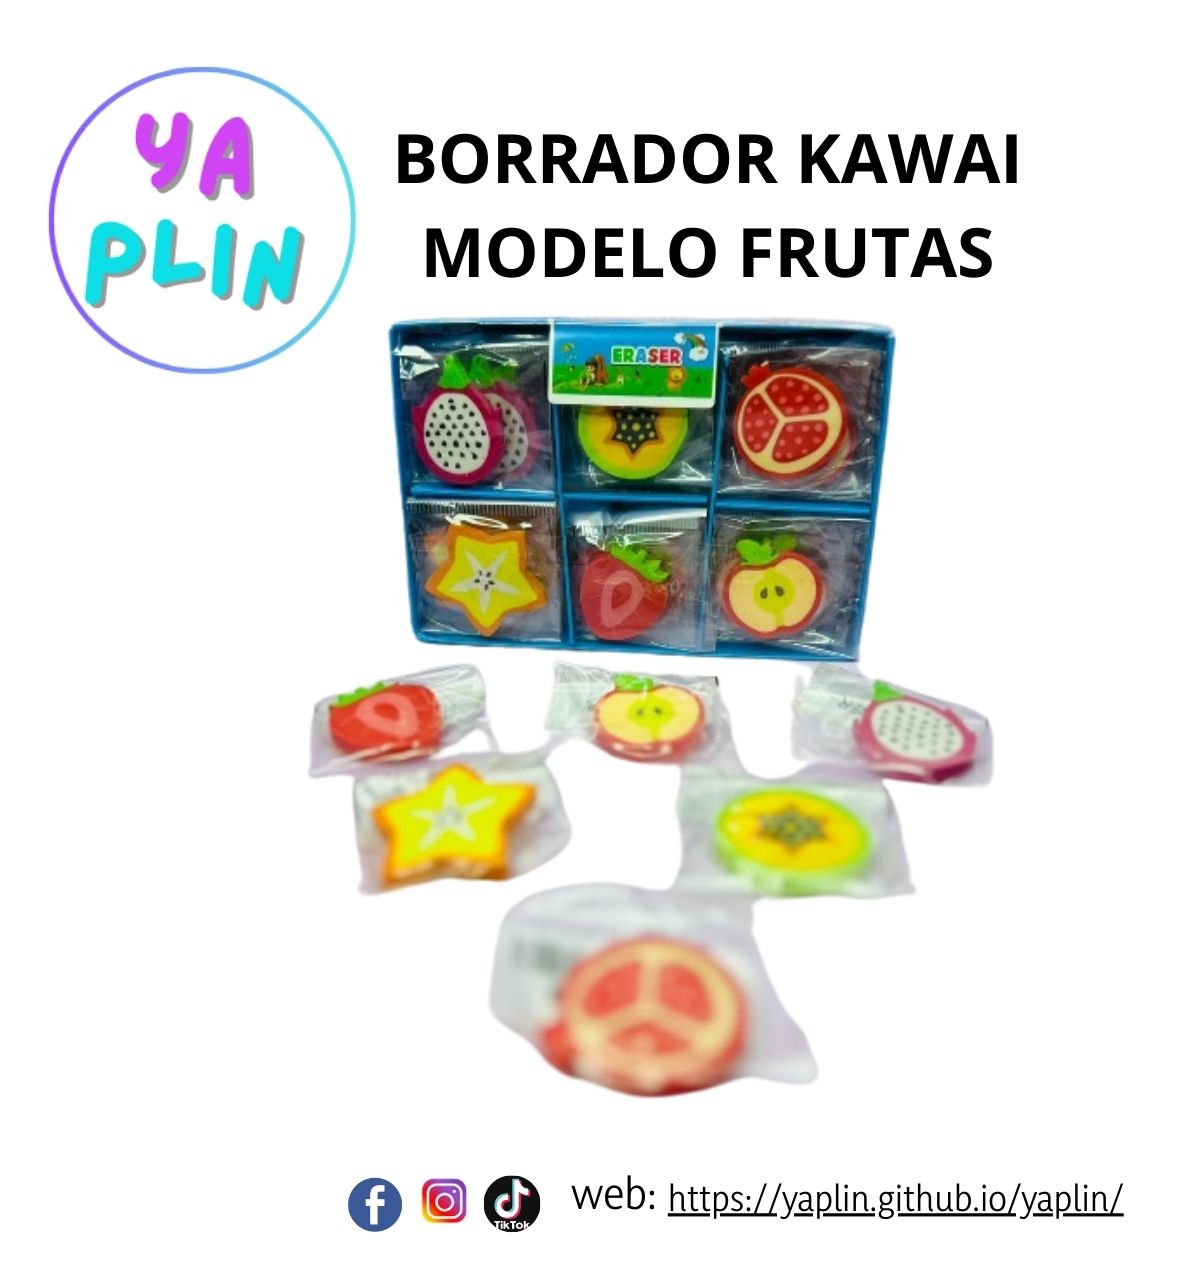 YA
PLIN
BORRADOR KAWAI
MODELO FRUTAS
ERASER
TikTok
web: https://yaplin.github.io/yaplin/